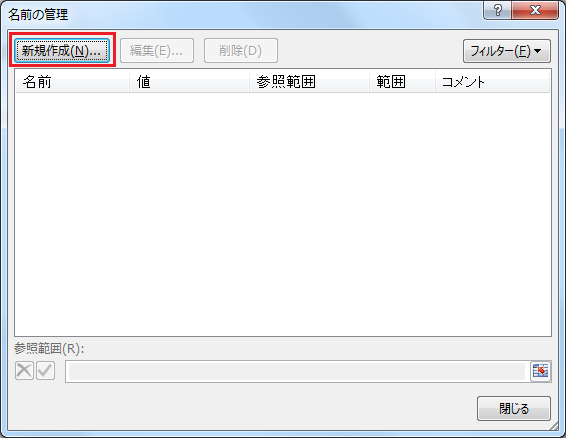 名前の管理
新規作成(N)... 編集(E)... 削除(D) フィルター(F)
名前 値 参照範囲 範囲 コメント
参照範囲(R):
閉じる